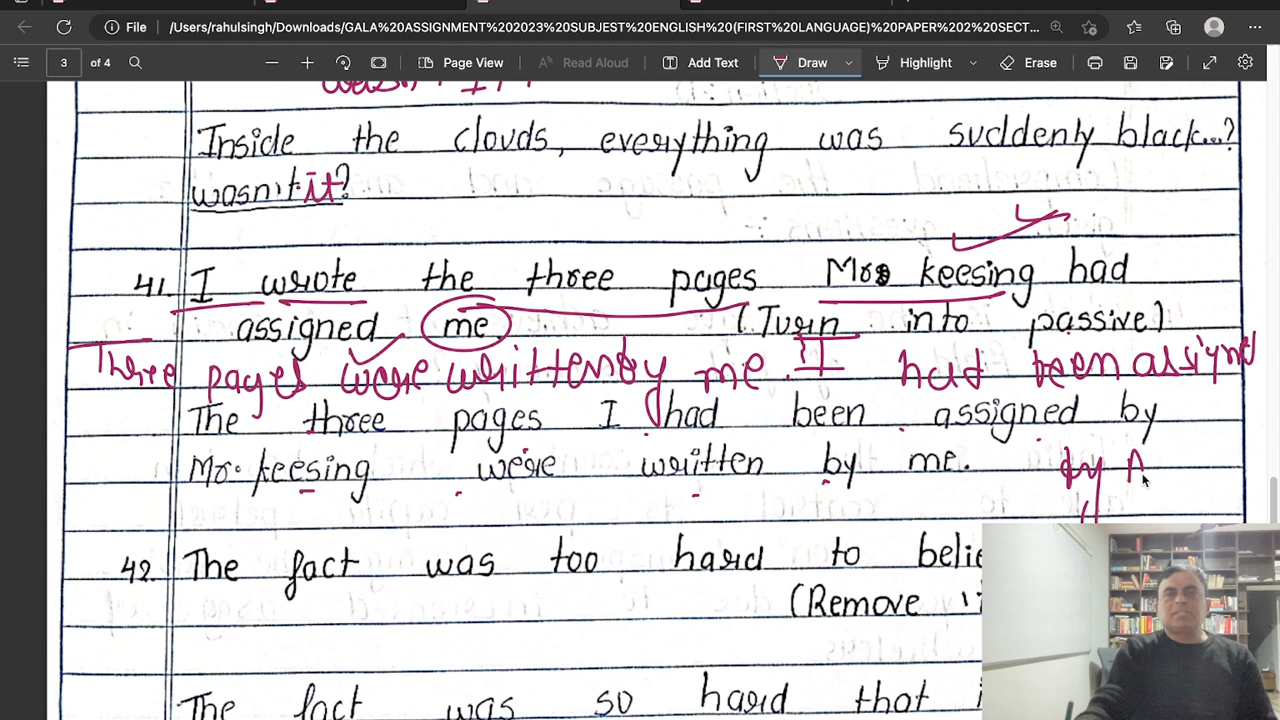 File
/Users/rahulsingh/Downloads/GALA%20ASSIGNMENT%202023%20SUBJEST%20ENGLISH%20(FIRST%20LANGUAGE)%20PAPER%202%20SECT...
3 of 4
Page View
Read Aloud
Add Text
Draw
Highlight
Erase
Inside the clouds, everything was suddenly black...?
wasn't it?
41. I wrote the three pages Mr. keesing had
assigned me (Turn into passive)
Three pages were written by me I had been assigned
The three pages I had been assigned by
Mr. keesing were written by me.
by
42. The fact was too hard to
(Remove
The fact was so hard that